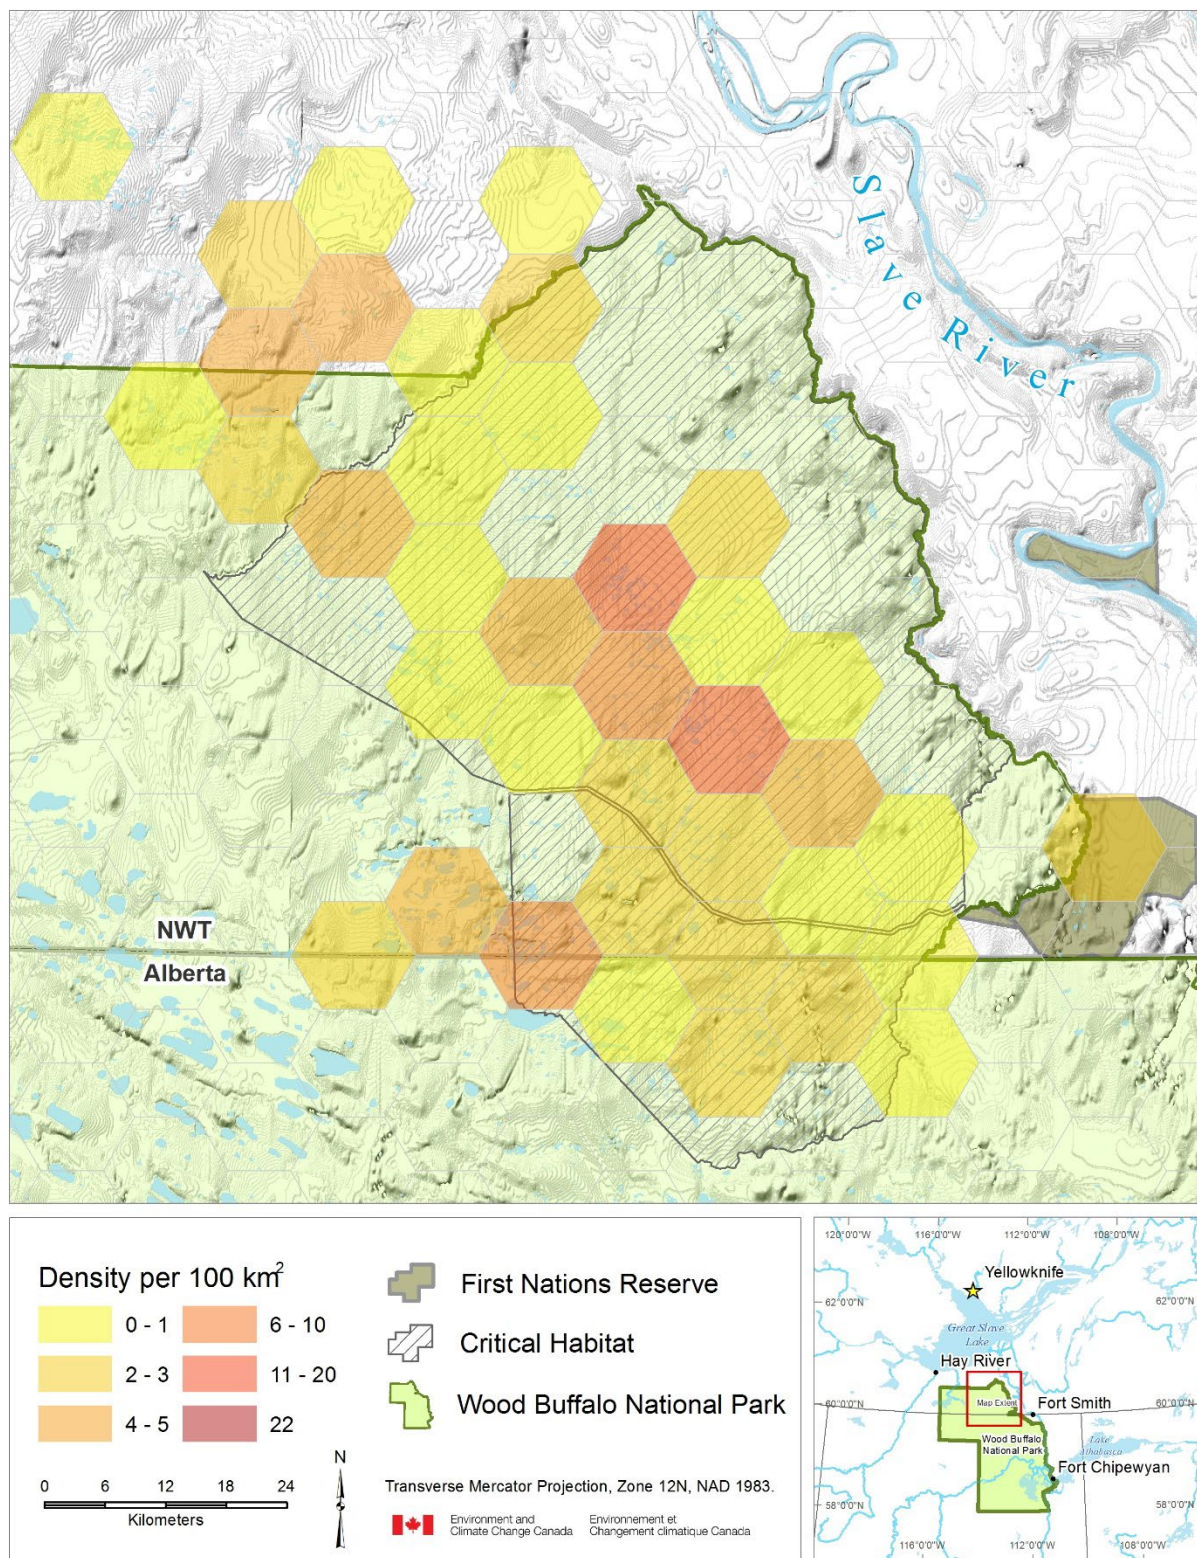 Slave River
NWT
Alberta
Density per 100 km²
0 - 1
2 - 3
4 - 5
6 - 10
11 - 20
22
First Nations Reserve
Critical Habitat
Wood Buffalo National Park
0 6 12 18 24
Kilometers
N
Transverse Mercator Projection, Zone 12N, NAD 1983.
Environment and
Climate Change Canada
Environnement et
Changement climatique Canada
120°0'0"W 116°0'0"W 112°0'0"W 108°0'0"W
Yellowknife
62°0'0"N 62°0'0"N
Great Slave
Lake
Hay River
60°0'0"N 60°0'0"N
Map Extent
Fort Smith
Wood Buffalo
National Park
Lake
Athabasca
Fort Chipewyan
58°0'0"N 58°0'0"N
116°0'0"W 112°0'0"W